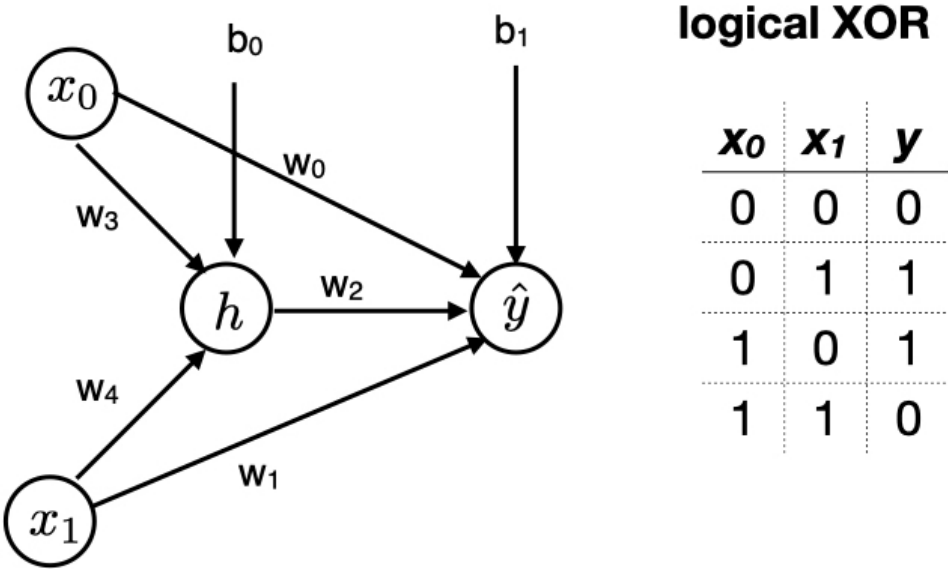 x₀
b₀
b₁
w₀
w₃
h
w₂
ŷ
w₄
w₁
x₁
logical XOR
x₀ x₁ y
0 0 0
0 1 1
1 0 1
1 1 0